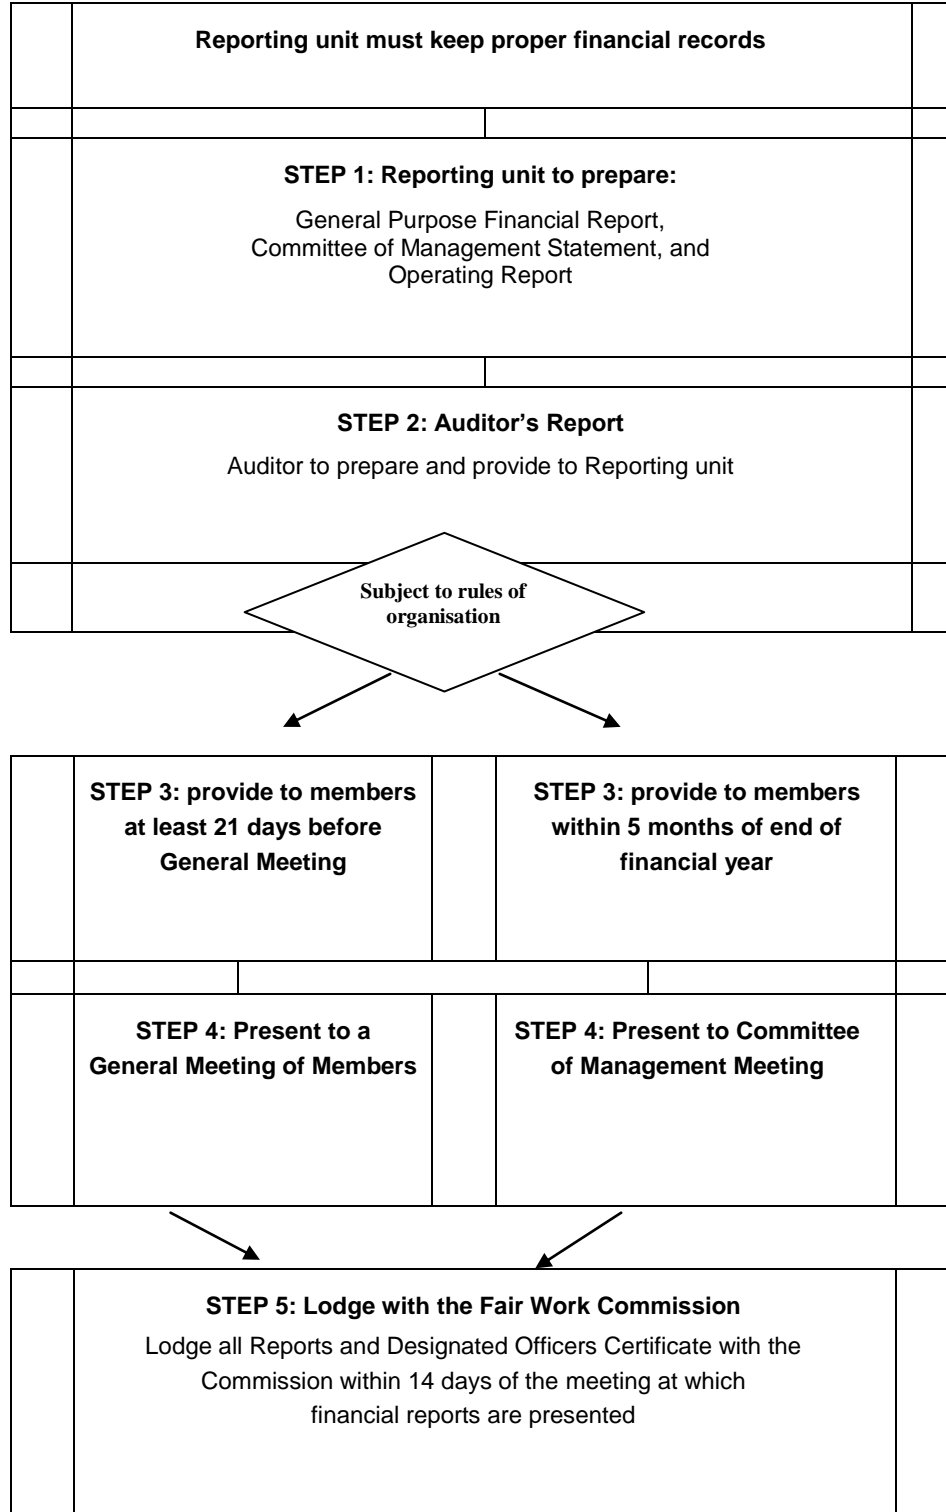 Reporting unit must keep proper financial records
STEP 1: Reporting unit to prepare:
General Purpose Financial Report,
Committee of Management Statement, and
Operating Report
STEP 2: Auditor’s Report
Auditor to prepare and provide to Reporting unit
Subject to rules of
organisation
STEP 3: provide to members
at least 21 days before
General Meeting
STEP 3: provide to members
within 5 months of end of
financial year
STEP 4: Present to a
General Meeting of Members
STEP 4: Present to Committee
of Management Meeting
STEP 5: Lodge with the Fair Work Commission
Lodge all Reports and Designated Officers Certificate with the
Commission within 14 days of the meeting at which
financial reports are presented